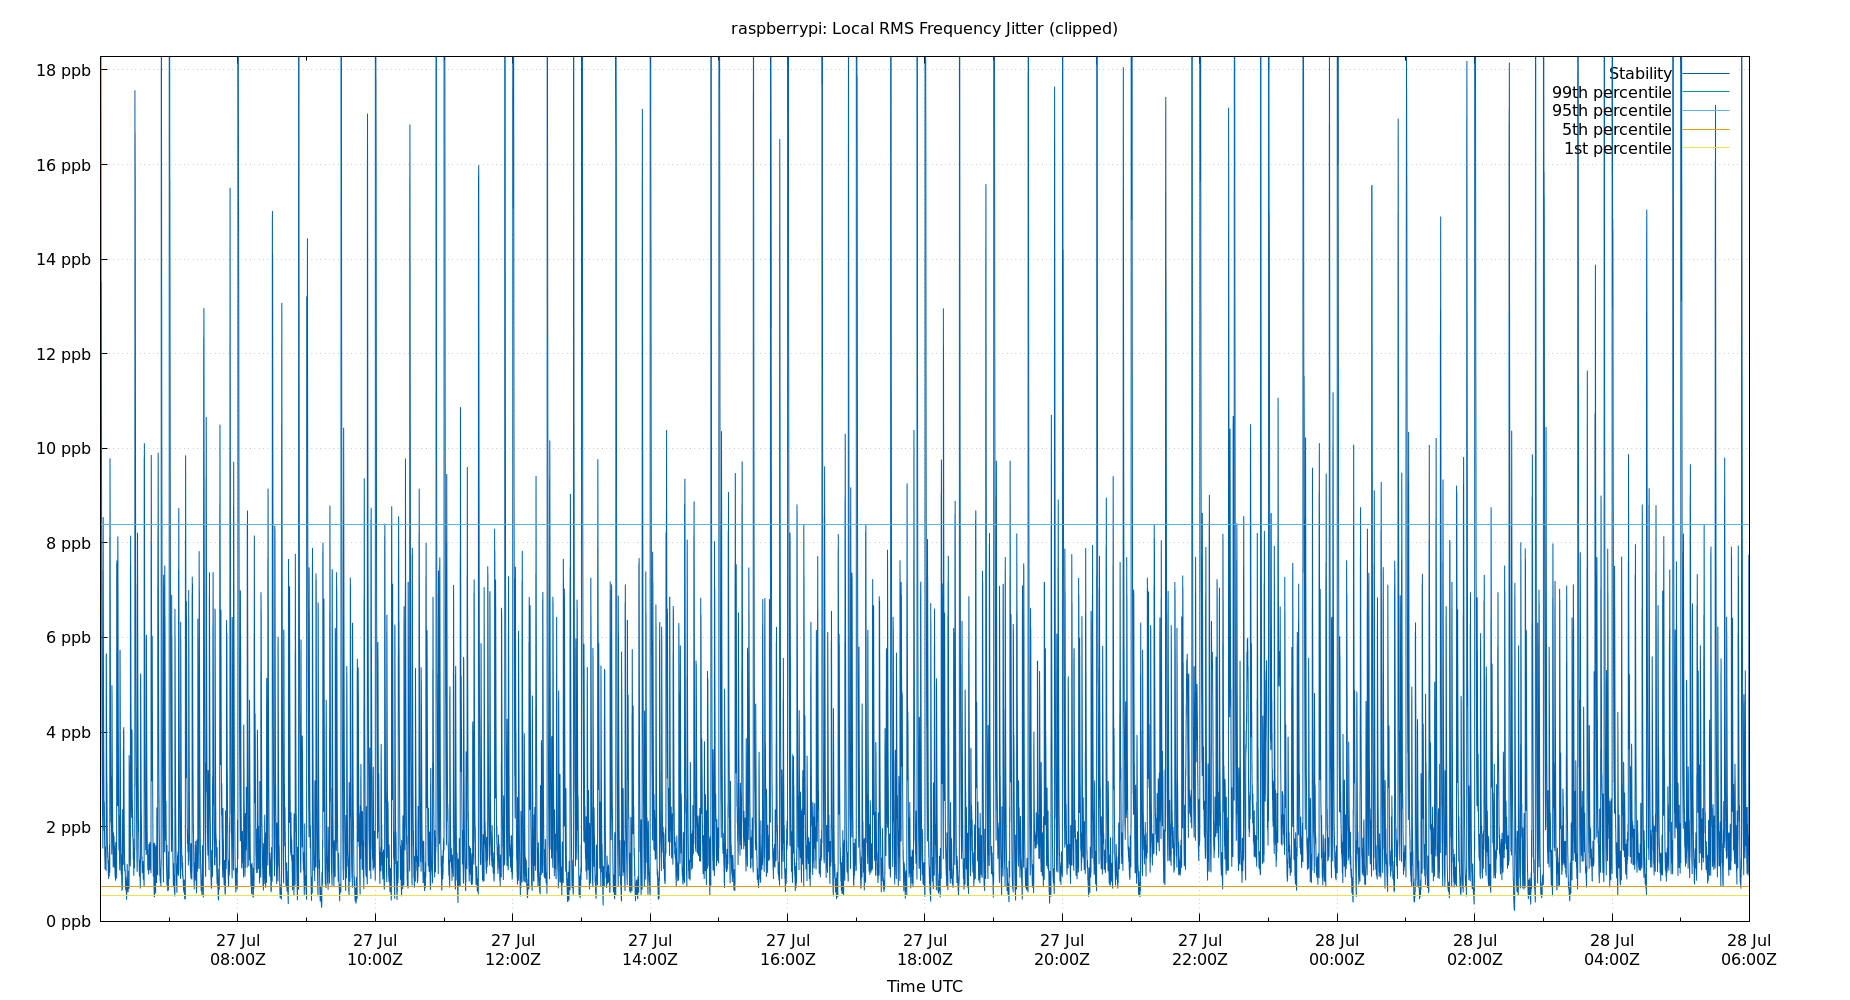 raspberrypi: Local RMS Frequency Jitter (clipped)
18 ppb
16 ppb
14 ppb
12 ppb
10 ppb
8 ppb
6 ppb
4 ppb
2 ppb
0 ppb
Stability
99th percentile
95th percentile
5th percentile
1st percentile
27 Jul
08:00Z
27 Jul
10:00Z
27 Jul
12:00Z
27 Jul
14:00Z
27 Jul
16:00Z
27 Jul
18:00Z
27 Jul
20:00Z
27 Jul
22:00Z
28 Jul
00:00Z
28 Jul
02:00Z
28 Jul
04:00Z
28 Jul
06:00Z
Time UTC